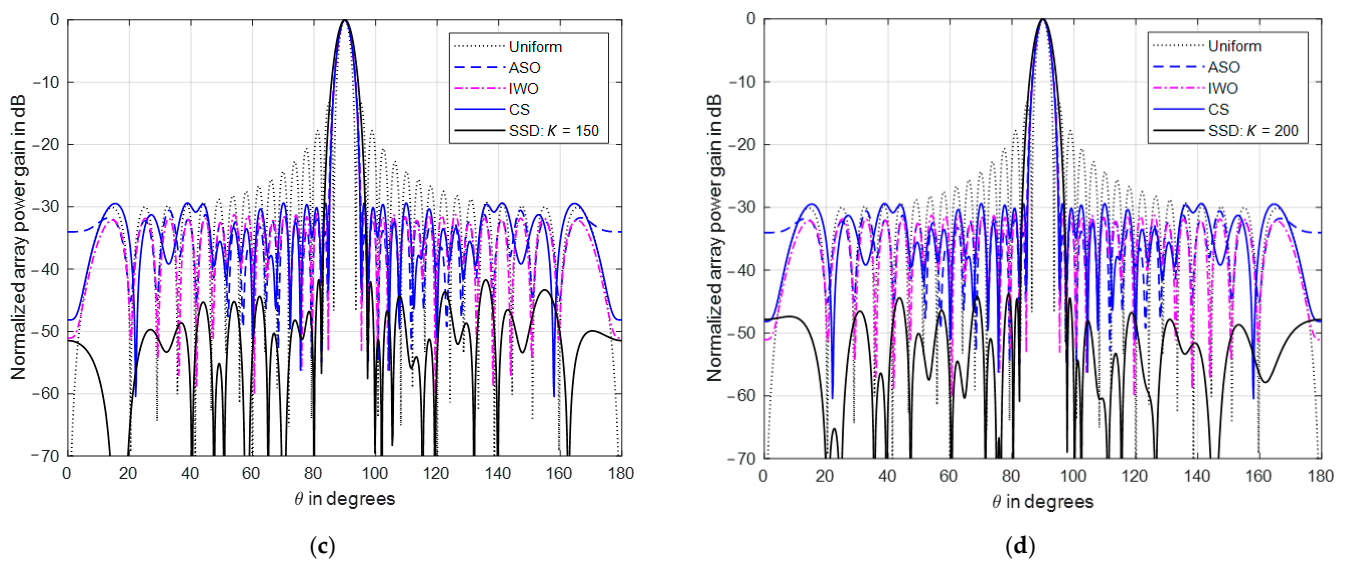 Normalized array power gain in dB
0
−10
−20
−30
−40
−50
−60
−70
0 20 40 60 80 100 120 140 160 180
θ in degrees
Uniform
ASO
IWO
CS
SSD: K = 150
(c)
Normalized array power gain in dB
0
−10
−20
−30
−40
−50
−60
−70
0 20 40 60 80 100 120 140 160 180
θ in degrees
Uniform
ASO
IWO
CS
SSD: K = 200
(d)